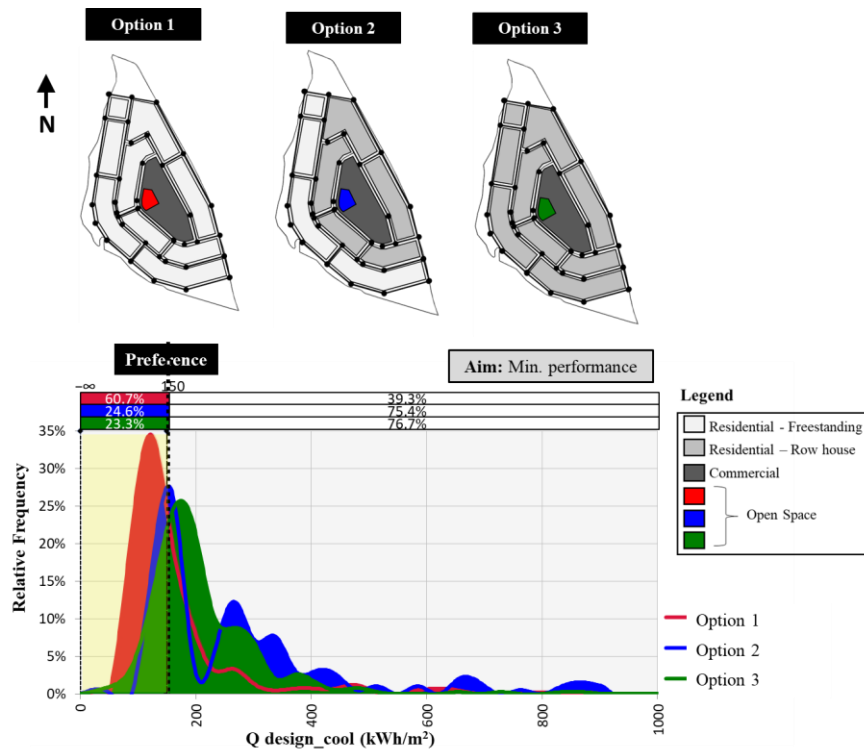 Option 1
Option 2
Option 3
N
Preference
Aim: Min. performance
−∞
150
60.7%
39.3%
24.6%
75.4%
23.3%
76.7%
Legend
Residential - Freestanding
Residential – Row house
Commercial
Open Space
35%
30%
25%
20%
15%
10%
5%
0%
Relative Frequency
0
200
400
600
800
1000
Q design_cool (kWh/m²)
Option 1
Option 2
Option 3